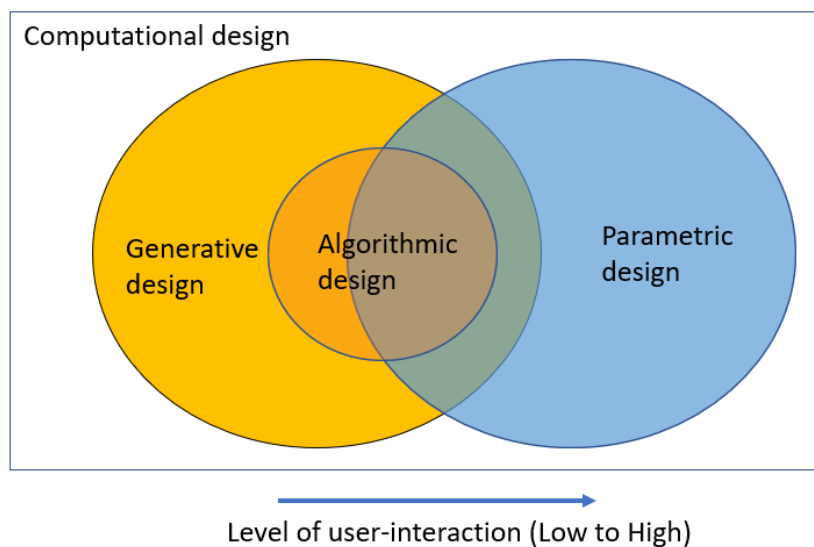 Computational design
Generative
design
Algorithmic
design
Parametric
design
Level of user-interaction (Low to High)